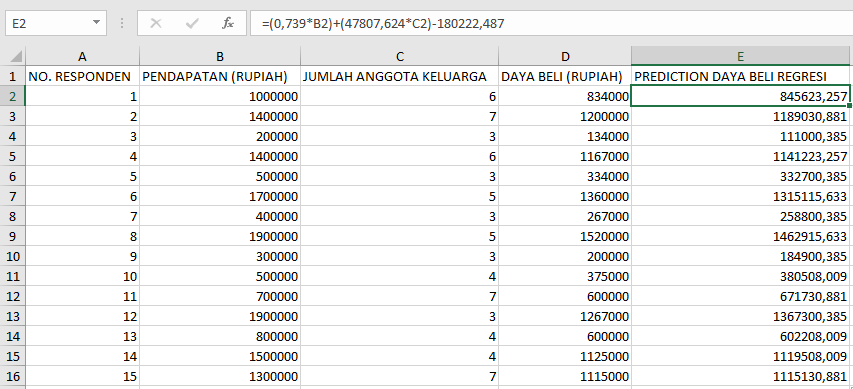 E2 fx =(0,739*B2)+(47807,624*C2)-180222,487
A B C D E
1 NO. RESPONDEN PENDAPATAN (RUPIAH) JUMLAH ANGGOTA KELUARGA DAYA BELI (RUPIAH) PREDICTION DAYA BELI REGRESI
2 1 1000000 6 834000 845623,257
3 2 1400000 7 1200000 1189030,881
4 3 200000 3 134000 111000,385
5 4 1400000 6 1167000 1141223,257
6 5 500000 3 334000 332700,385
7 6 1700000 5 1360000 1315115,633
8 7 400000 3 267000 258800,385
9 8 1900000 5 1520000 1462915,633
10 9 300000 3 200000 184900,385
11 10 500000 4 375000 380508,009
12 11 700000 7 600000 671730,881
13 12 1900000 3 1267000 1367300,385
14 13 800000 4 600000 602208,009
15 14 1500000 4 1125000 1119508,009
16 15 1300000 7 1115000 1115130,881